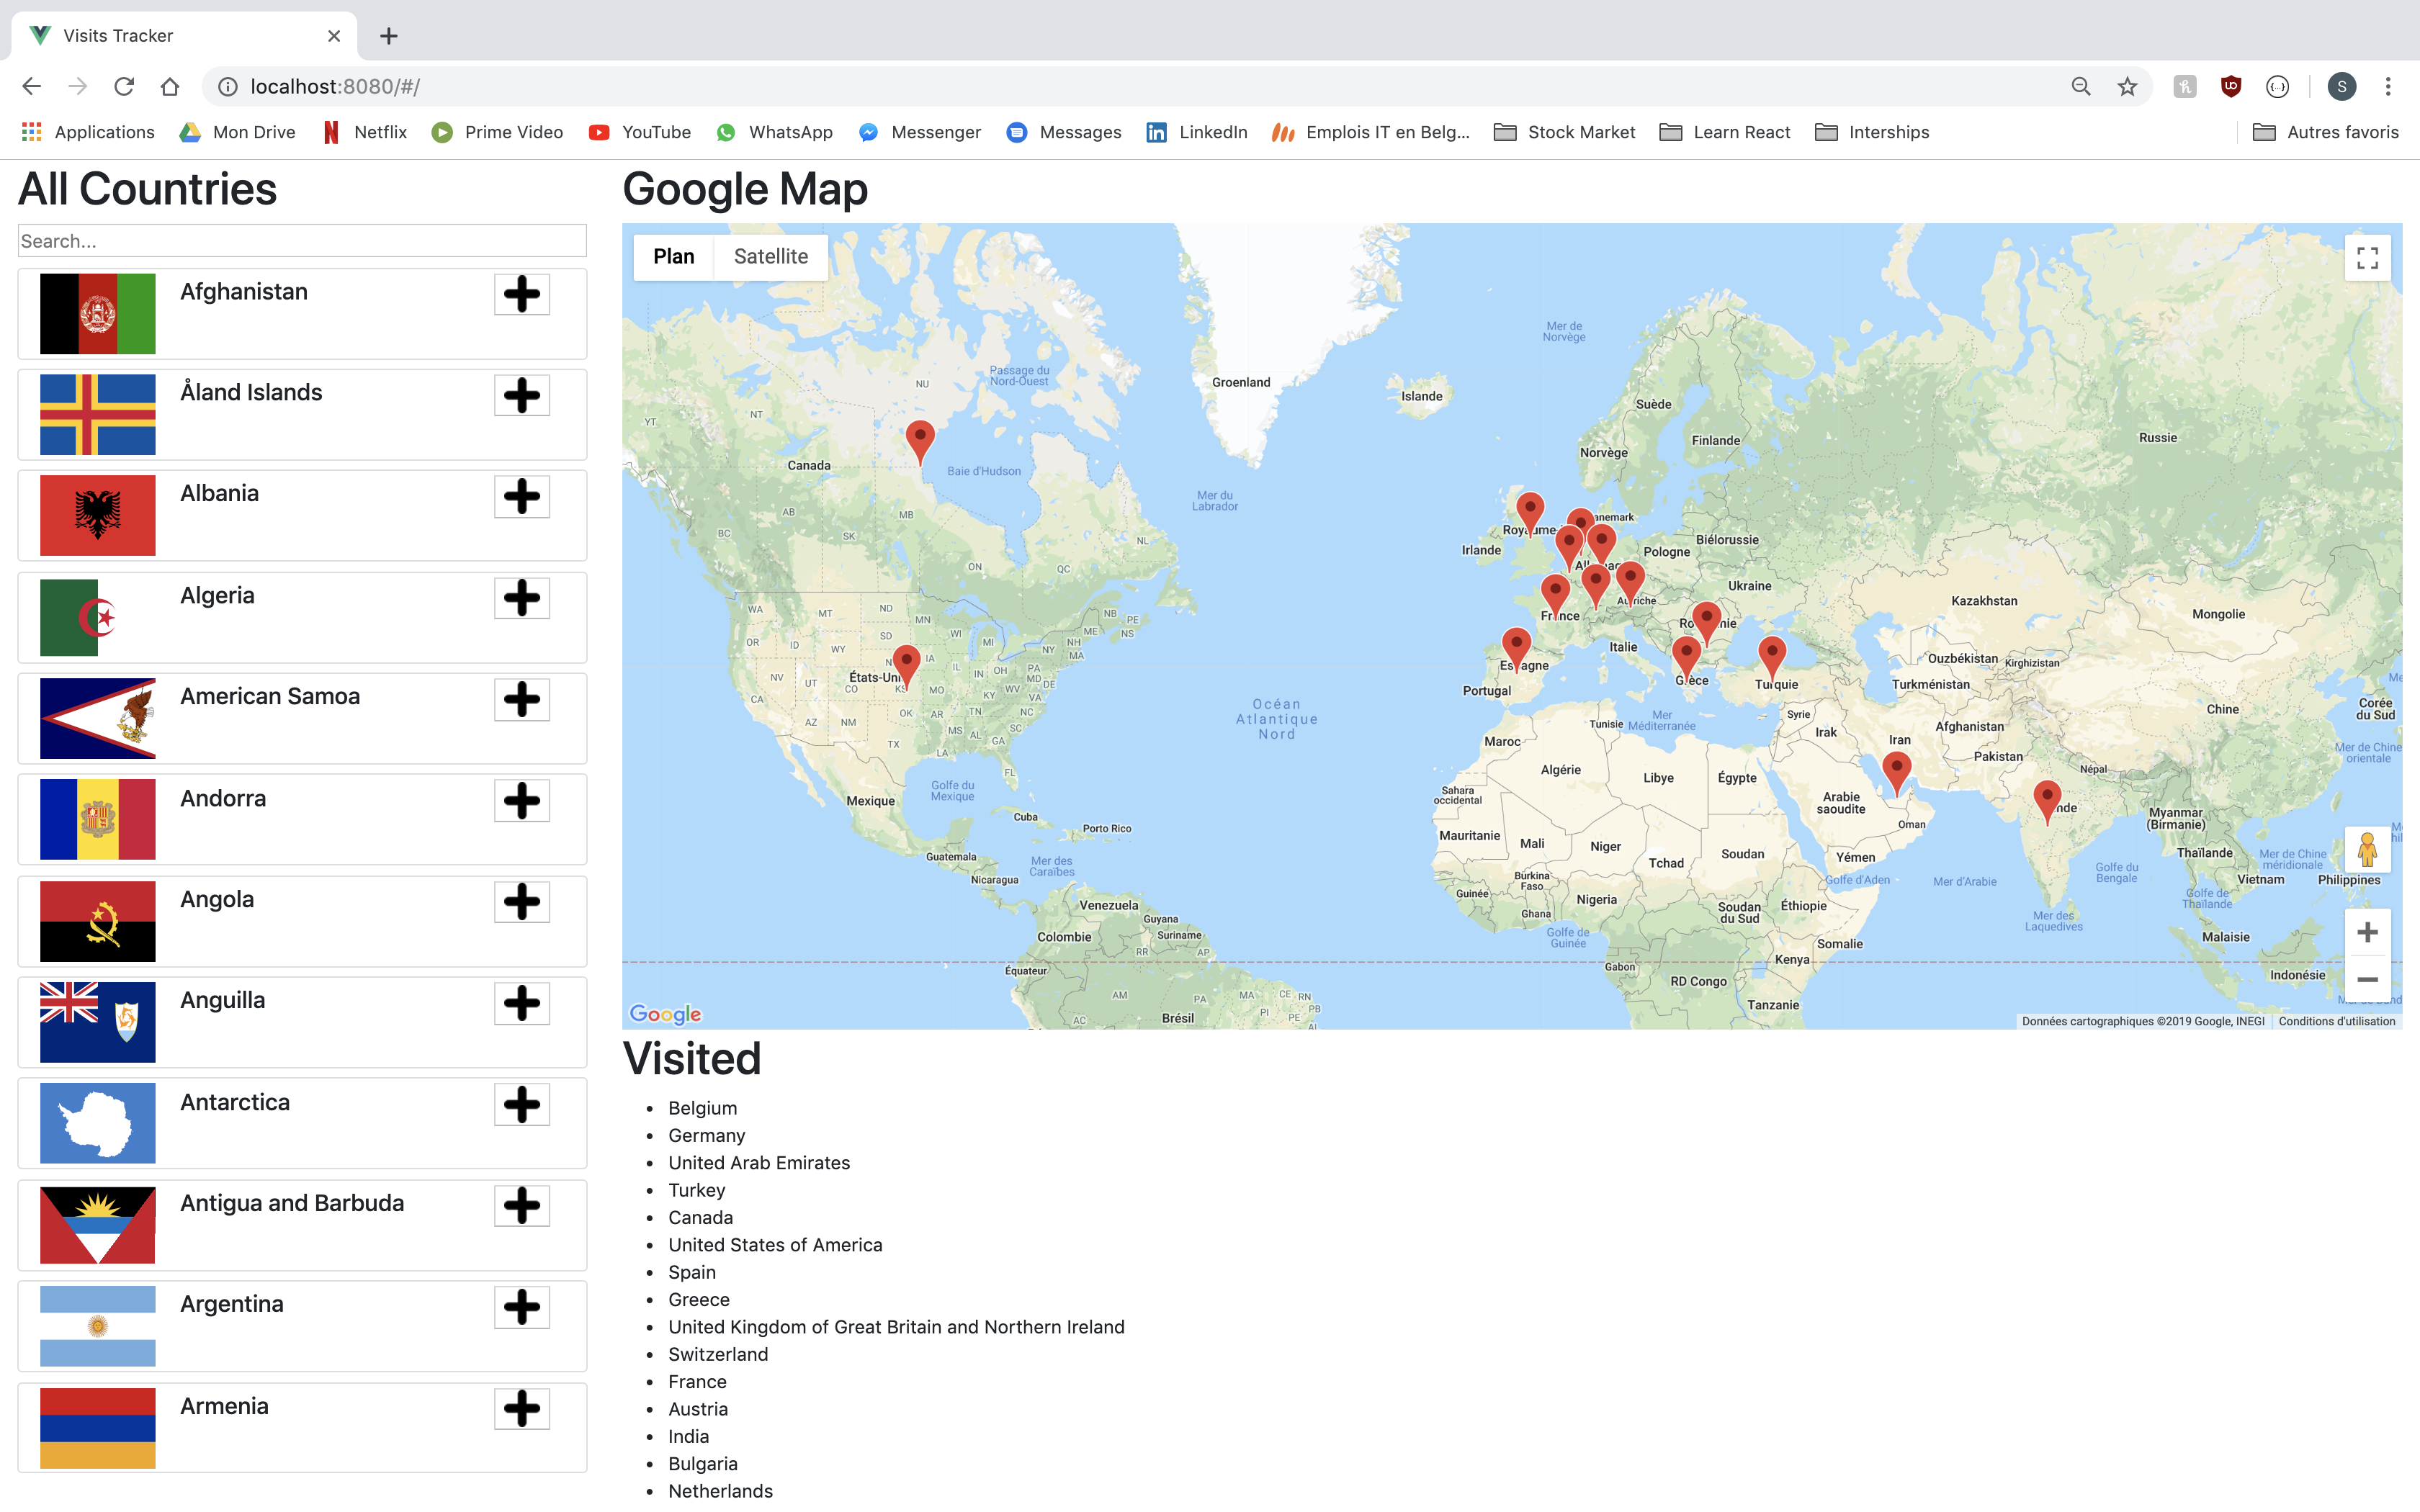 Visits Tracker
localhost:8080/#/
S
Applications
Mon Drive
Netflix
Prime Video
YouTube
WhatsApp
Messenger
Messages
LinkedIn
Emplois IT en Belg...
Stock Market
Learn React
Interships
Autres favoris
All Countries
Search...
Afghanistan
Åland Islands
Albania
Algeria
American Samoa
Andorra
Angola
Anguilla
Antarctica
Antigua and Barbuda
Argentina
Armenia
Google Map
Plan
Satellite
Mer de
Norvège
Passage du
Nord-Ouest
NU
Groenland
Islande
YT
NT
Suède
Finlande
Russie
Norvège
Canada
Baie d'Hudson
Mer du
Labrador
AB
MB
BC
SK
NL
ON
QC
Irlande
Pologne
Biélorussie
Ukraine
Kazakhstan
Mongolie
WA
MT
ND
MN
NB
PE
NS
France
OR
ID
SD
WY
WI
MI
NY
NH
MA
ME
VT
Italie
Ouzbékistan
Kirghizistan
IA
IL
IN
OH
PA
MD
DE
NV
UT
CO
KS
MO
KY
WV
VA
Portugal
Turquie
Turkménistan
CA
AZ
NM
OK
AR
TN
NC
SC
MS
AL
GA
TX
LA
FL
Océan
Atlantique
Nord
Tunisie
Mer
Méditerranée
Syrie
Irak
Iran
Afghanistan
Chine
Corée
du Sud
Maroc
Pakistan
Népal
Mer de Chine
orientale
Algérie
Libye
Égypte
Arabie
saoudite
Golfe du
Mexique
Mexique
Cuba
Porto Rico
Sahara
occidental
Oman
Myanmar
(Birmanie)
Mauritanie
Mali
Niger
Tchad
Soudan
Yémen
Thaïlande
Guatemala
Mer des
Caraïbes
Nicaragua
Burkina
Faso
Guinée
Ghana
Nigeria
Soudan
du Sud
Éthiopie
Golfe d'Aden
Mer d'Arabie
Golfe du
Bengale
Mer de Chine
méridionale
Vietnam
Philippines
Golfe de
Thaïlande
Venezuela
Guyana
Suriname
Colombie
Golfe de
Guinée
Mer des
Laquedives
Malaisie
Somalie
RR
AP
Équateur
Gabon
Kenya
RD Congo
Indonésie
AM
PA
MA
CE
RN
PB
PI
PE
AC
Brésil
Tanzanie
Google
Données cartographiques ©2019 Google, INEGI
Conditions d'utilisation
Visited
Belgium
Germany
United Arab Emirates
Turkey
Canada
United States of America
Spain
Greece
United Kingdom of Great Britain and Northern Ireland
Switzerland
France
Austria
India
Bulgaria
Netherlands